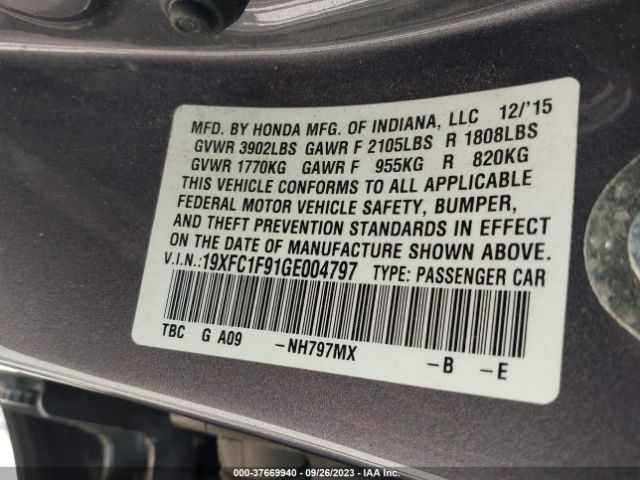 MFD. BY HONDA MFG. OF INDIANA, LLC 12/'15
GVWR 3902LBS GAWR F 2105LBS R 1808LBS
GVWR 1770KG GAWR F 955KG R 820KG
THIS VEHICLE CONFORMS TO ALL APPLICABLE
FEDERAL MOTOR VEHICLE SAFETY, BUMPER,
AND THEFT PREVENTION STANDARDS IN EFFECT
ON THE DATE OF MANUFACTURE SHOWN ABOVE.
V.I.N.:19XFC1F91GE004797 TYPE: PASSENGER CAR
TBC G A09 -NH797MX -B -E
000-37669940 | 09/26/2023 | IAA Inc.